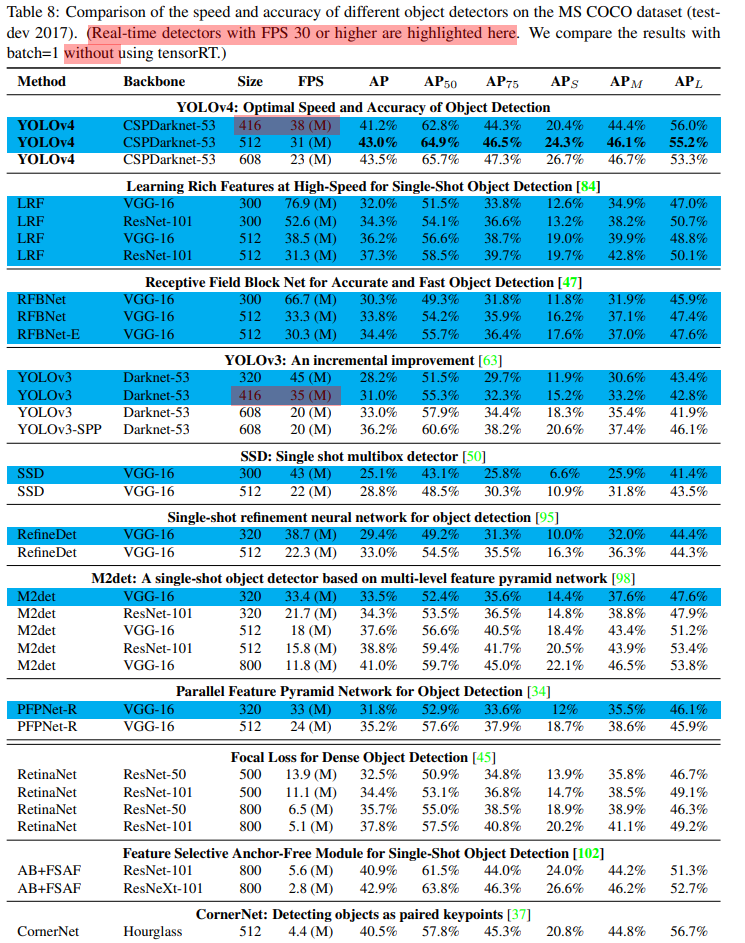 Table 8: Comparison of the speed and accuracy of different object detectors on the MS COCO dataset (test-
dev 2017). (Real-time detectors with FPS 30 or higher are highlighted here. We compare the results with
batch=1 without using tensorRT.)
Method Backbone Size FPS AP AP50 AP75 APS APM APL
YOLOv4: Optimal Speed and Accuracy of Object Detection
YOLOv4 CSPDarknet-53 416 38 (M) 41.2% 62.8% 44.3% 20.4% 44.4% 56.0%
YOLOv4 CSPDarknet-53 512 31 (M) 43.0% 64.9% 46.5% 24.3% 46.1% 55.2%
YOLOv4 CSPDarknet-53 608 23 (M) 43.5% 65.7% 47.3% 26.7% 46.7% 53.3%
Learning Rich Features at High-Speed for Single-Shot Object Detection [84]
LRF VGG-16 300 76.9 (M) 32.0% 51.5% 33.8% 12.6% 34.9% 47.0%
LRF ResNet-101 300 52.6 (M) 34.3% 54.1% 36.6% 13.2% 38.2% 50.7%
LRF VGG-16 512 38.5 (M) 36.2% 56.6% 38.7% 19.0% 39.9% 48.8%
LRF ResNet-101 512 31.3 (M) 37.3% 58.5% 39.7% 19.7% 42.8% 50.1%
Receptive Field Block Net for Accurate and Fast Object Detection [47]
RFBNet VGG-16 300 66.7 (M) 30.3% 49.3% 31.8% 11.8% 31.9% 45.9%
RFBNet VGG-16 512 33.3 (M) 33.8% 54.2% 35.9% 16.2% 37.1% 47.4%
RFBNet-E VGG-16 512 30.3 (M) 34.4% 55.7% 36.4% 17.6% 37.0% 47.6%
YOLOv3: An incremental improvement [63]
YOLOv3 Darknet-53 320 45 (M) 28.2% 51.5% 29.7% 11.9% 30.6% 43.4%
YOLOv3 Darknet-53 416 35 (M) 31.0% 55.3% 32.3% 15.2% 33.2% 42.8%
YOLOv3 Darknet-53 608 20 (M) 33.0% 57.9% 34.4% 18.3% 35.4% 41.9%
YOLOv3-SPP Darknet-53 608 20 (M) 36.2% 60.6% 38.2% 20.6% 37.4% 46.1%
SSD: Single shot multibox detector [50]
SSD VGG-16 300 43 (M) 25.1% 43.1% 25.8% 6.6% 25.9% 41.4%
SSD VGG-16 512 22 (M) 28.8% 48.5% 30.3% 10.9% 31.8% 43.5%
Single-shot refinement neural network for object detection [95]
RefineDet VGG-16 320 38.7 (M) 29.4% 49.2% 31.3% 10.0% 32.0% 44.4%
RefineDet VGG-16 512 22.3 (M) 33.0% 54.5% 35.5% 16.3% 36.3% 44.3%
M2det: A single-shot object detector based on multi-level feature pyramid network [98]
M2det VGG-16 320 33.4 (M) 33.5% 52.4% 35.6% 14.4% 37.6% 47.6%
M2det ResNet-101 320 21.7 (M) 34.3% 53.5% 36.5% 14.8% 38.8% 47.9%
M2det VGG-16 512 18 (M) 37.6% 56.6% 40.5% 18.4% 43.4% 51.2%
M2det ResNet-101 512 15.8 (M) 38.8% 59.4% 41.7% 20.5% 43.9% 53.4%
M2det VGG-16 800 11.8 (M) 41.0% 59.7% 45.0% 22.1% 46.5% 53.8%
Parallel Feature Pyramid Network for Object Detection [34]
PFPNet-R VGG-16 320 33 (M) 31.8% 52.9% 33.6% 12% 35.5% 46.1%
PFPNet-R VGG-16 512 24 (M) 35.2% 57.6% 37.9% 18.7% 38.6% 45.9%
Focal Loss for Dense Object Detection [45]
RetinaNet ResNet-50 500 13.9 (M) 32.5% 50.9% 34.8% 13.9% 35.8% 46.7%
RetinaNet ResNet-101 500 11.1 (M) 34.4% 53.1% 36.8% 14.7% 38.5% 49.1%
RetinaNet ResNet-50 800 6.5 (M) 35.7% 55.0% 38.5% 18.9% 38.9% 46.3%
RetinaNet ResNet-101 800 5.1 (M) 37.8% 57.5% 40.8% 20.2% 41.1% 49.2%
Feature Selective Anchor-Free Module for Single-Shot Object Detection [102]
AB+FSAF ResNet-101 800 5.6 (M) 40.9% 61.5% 44.0% 24.0% 44.2% 51.3%
AB+FSAF ResNeXt-101 800 2.8 (M) 42.9% 63.8% 46.3% 26.6% 46.2% 52.7%
CornerNet: Detecting objects as paired keypoints [37]
CornerNet Hourglass 512 4.4 (M) 40.5% 57.8% 45.3% 20.8% 44.8% 56.7%